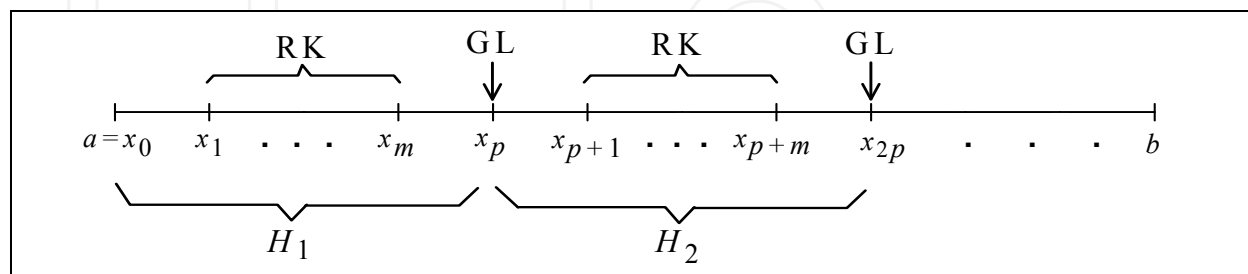 RK GL RK GL
a = x₀ x₁ . . . xₘ xₚ xₚ₊₁ . . . xₚ₊ₘ x₂ₚ . . . b
H₁ H₂